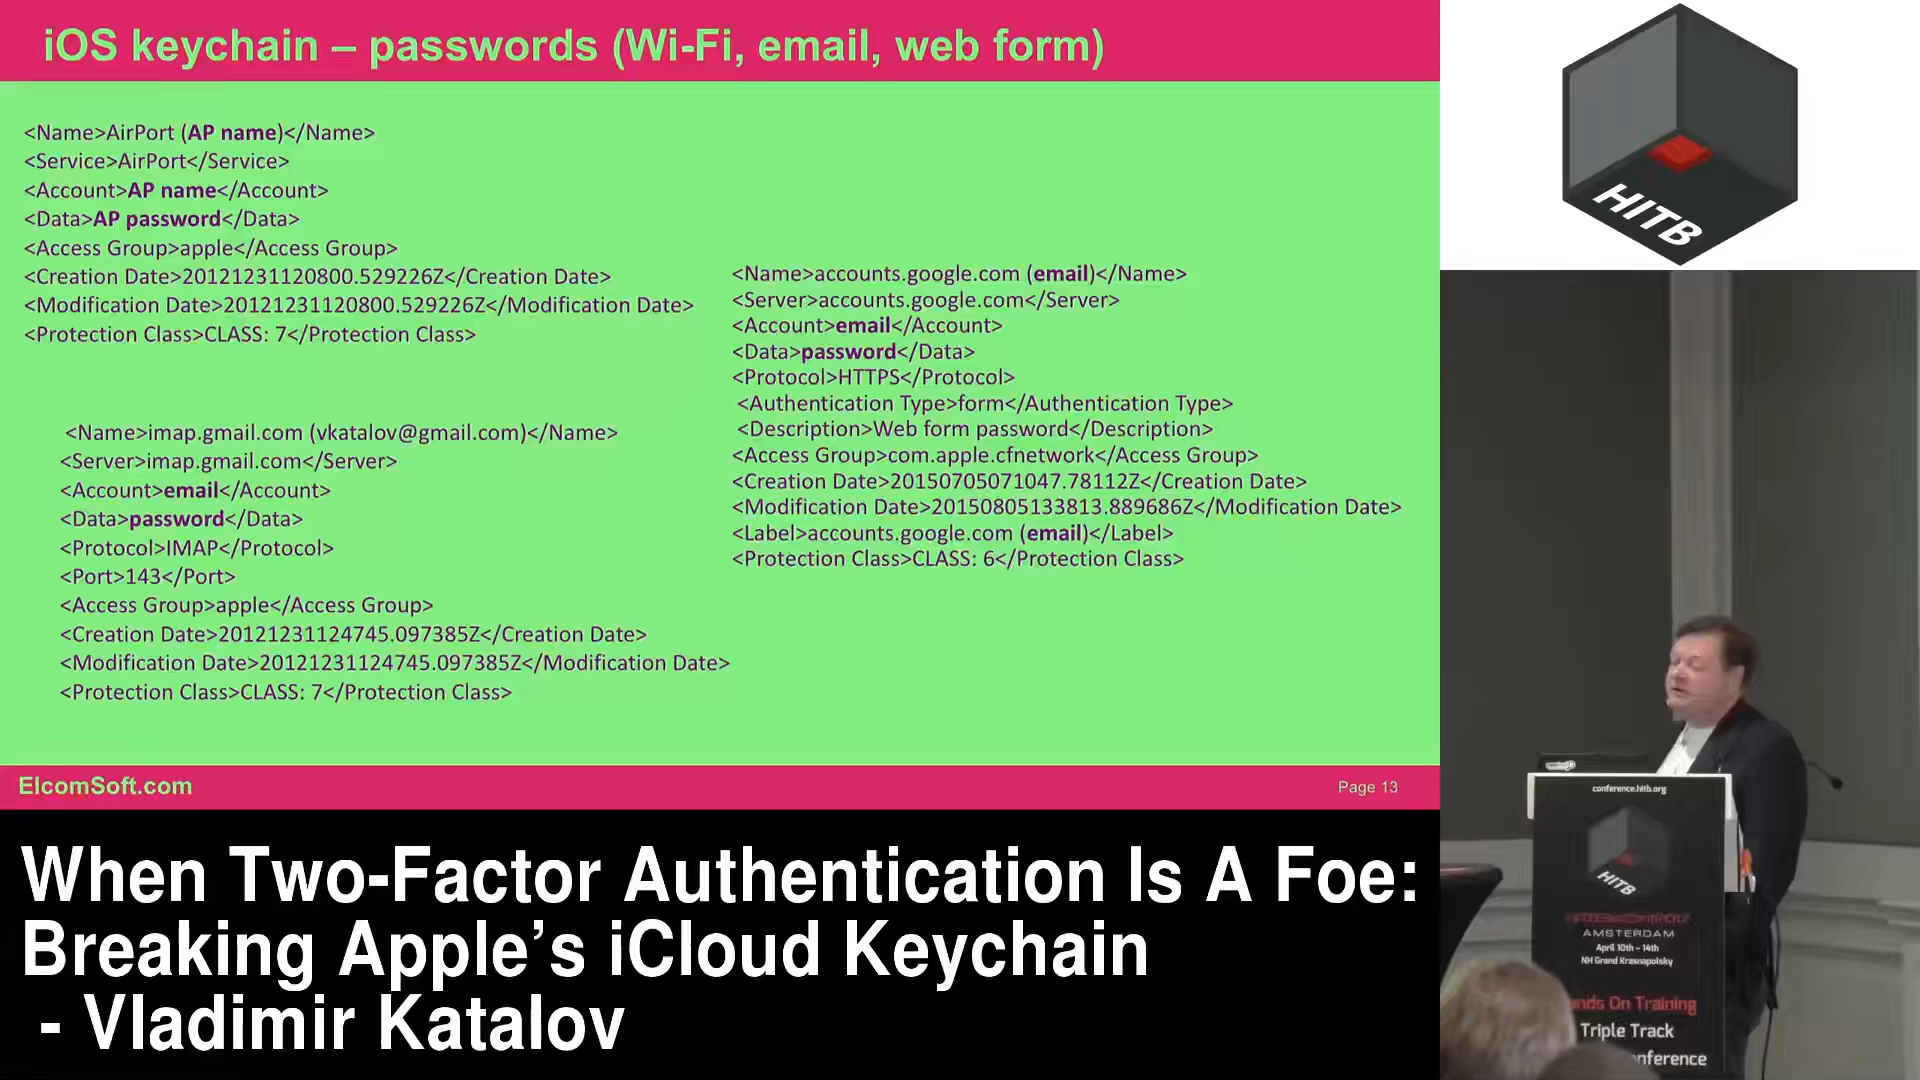 iOS keychain – passwords (Wi-Fi, email, web form)
<Name>AirPort (AP name)</Name>
<Service>AirPort</Service>
<Account>AP name</Account>
<Data>AP password</Data>
<Access Group>apple</Access Group>
<Creation Date>20121231120800.529226Z</Creation Date>
<Modification Date>20121231120800.529226Z</Modification Date>
<Protection Class>CLASS: 7</Protection Class>
<Name>imap.gmail.com (vkatalov@gmail.com)</Name>
<Server>imap.gmail.com</Server>
<Account>email</Account>
<Data>password</Data>
<Protocol>IMAP</Protocol>
<Port>143</Port>
<Access Group>apple</Access Group>
<Creation Date>20121231124745.097385Z</Creation Date>
<Modification Date>20121231124745.097385Z</Modification Date>
<Protection Class>CLASS: 7</Protection Class>
<Name>accounts.google.com (email)</Name>
<Server>accounts.google.com</Server>
<Account>email</Account>
<Data>password</Data>
<Protocol>HTTPS</Protocol>
<Authentication Type>form</Authentication Type>
<Description>Web form password</Description>
<Access Group>com.apple.cfnetwork</Access Group>
<Creation Date>20150705071047.78112Z</Creation Date>
<Modification Date>20150805133813.889686Z</Modification Date>
<Label>accounts.google.com (email)</Label>
<Protection Class>CLASS: 6</Protection Class>
ElcomSoft.com
Page 13
When Two-Factor Authentication Is A Foe:
Breaking Apple’s iCloud Keychain
- Vladimir Katalov
HITB
conference.hitb.org
HITB
AMSTERDAM
April 10th - 14th
NH Grand Krasnapolsky
On Training
Triple Track